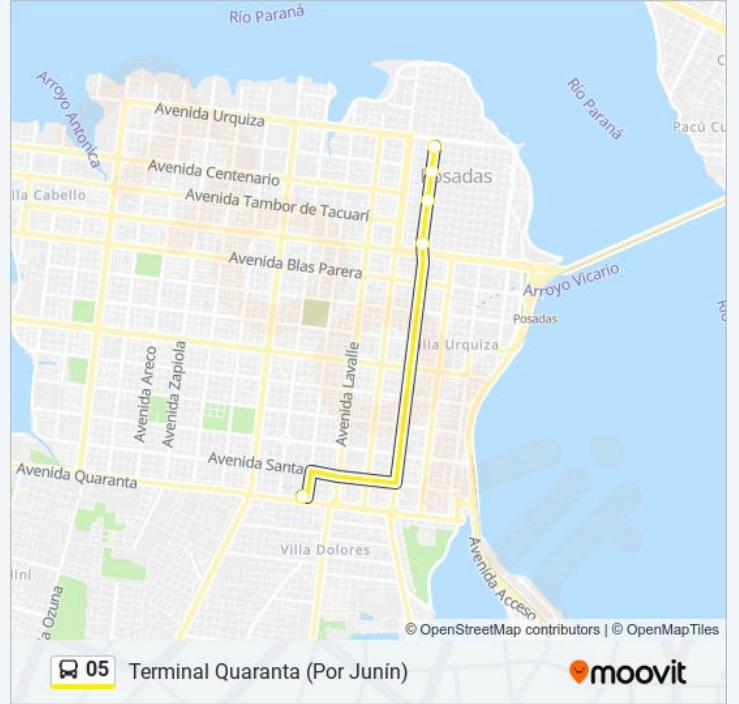 Río Paraná
Arroyo Antonica
Avenida Urquiza
Río Paraná
Pacú Cu
Avenida Centenario
Posadas
lla Cabello
Avenida Tambor de Tacuarí
Avenida Blas Parera
Arroyo Vicario
Posadas
illa Urquiza
Avenida Areco
Avenida Zapiola
Avenida Lavalle
Avenida Santa
Avenida Quaranta
Villa Dolores
Avenida Acceso
iní
a Ozuna
© OpenStreetMap contributors | © OpenMapTiles
05 Terminal Quaranta (Por Junín)
moovit